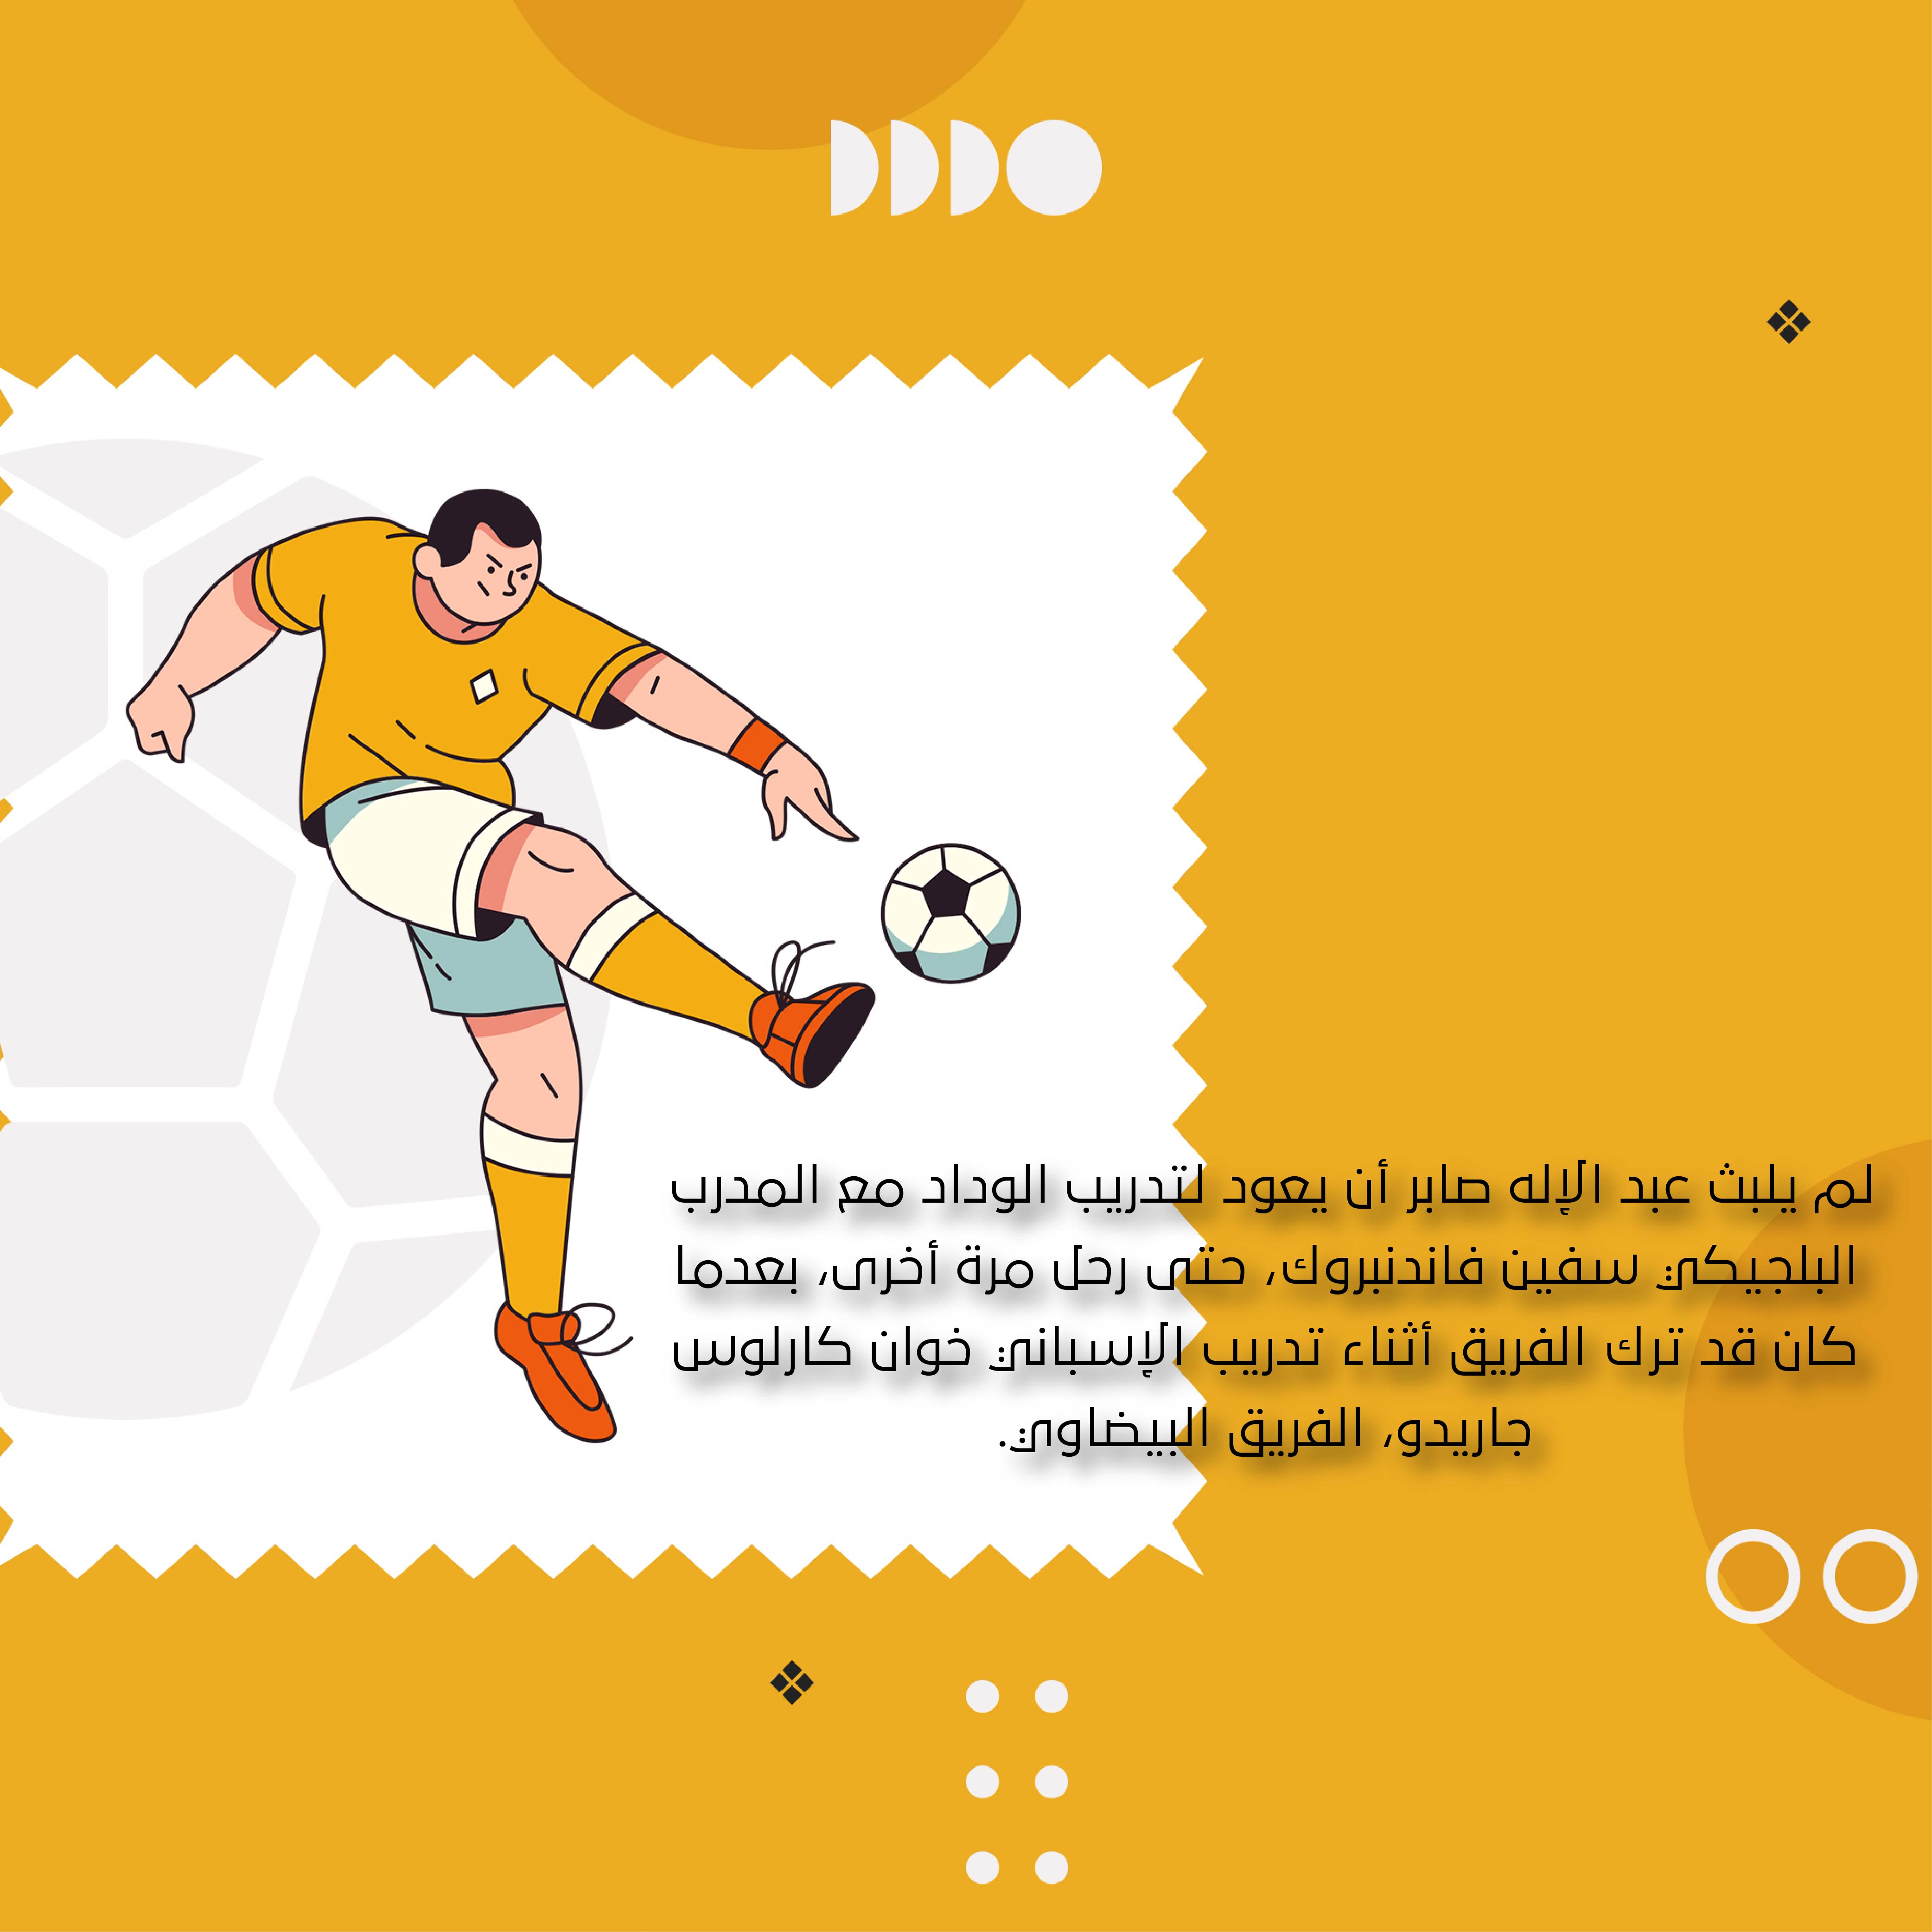 لم يلبث عبد الإله صابر أن يعود لتدريب الوداد مع المدرب
البلجيكي سفين فاندنبروك، حتى رحل مرة أخرى، بعدما
كان قد ترك الفريق أثناء تدريب الإسباني خوان كارلوس
جاريدو، الفريق البيضاوي.